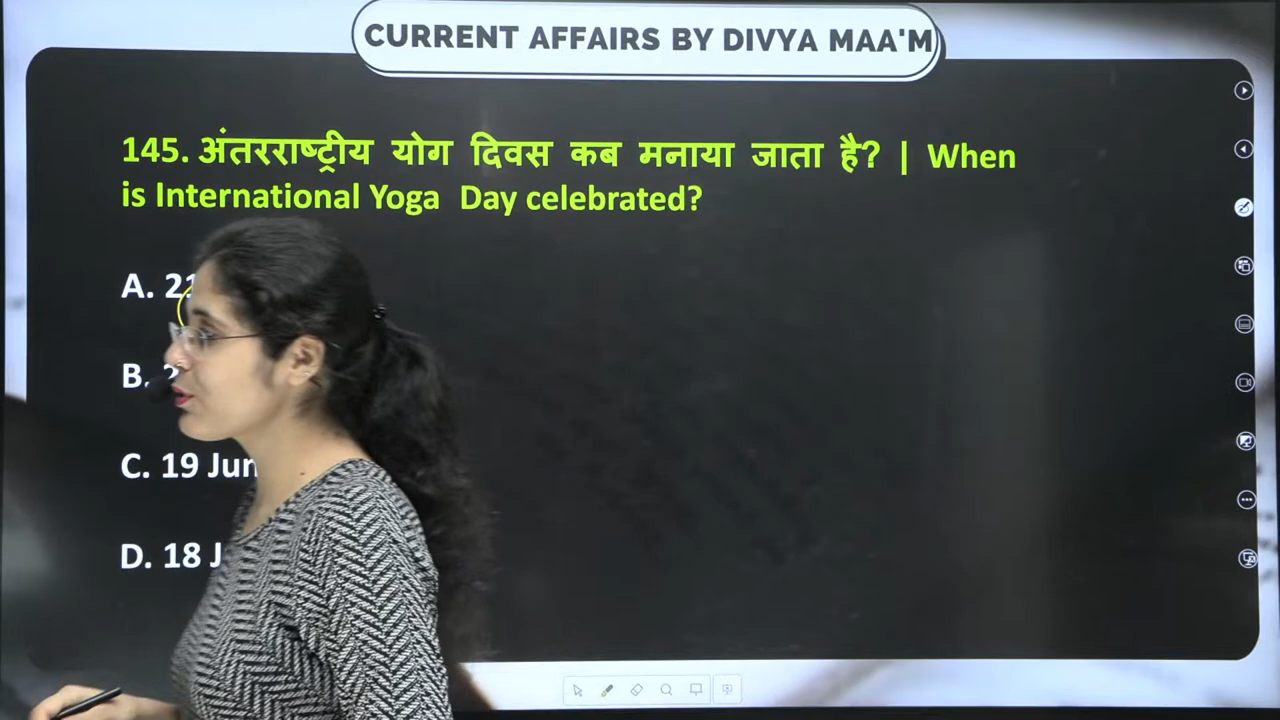 CURRENT AFFAIRS BY DIVYA MAA'M
145. अंतरराष्ट्रीय योग दिवस कब मनाया जाता है? | When
is International Yoga Day celebrated?
A. 21
B.
C. 19 Jun
D. 18 J